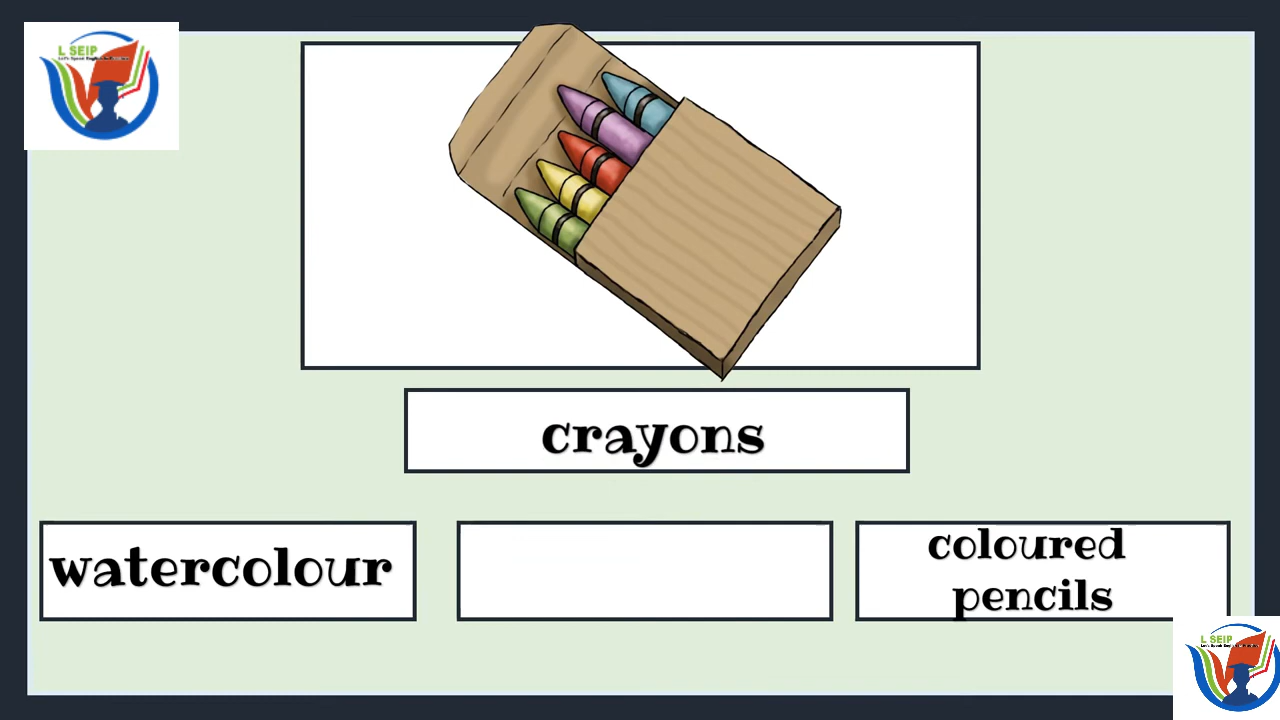 L SEIP
crayons
watercolour
coloured
pencils
L SEIP